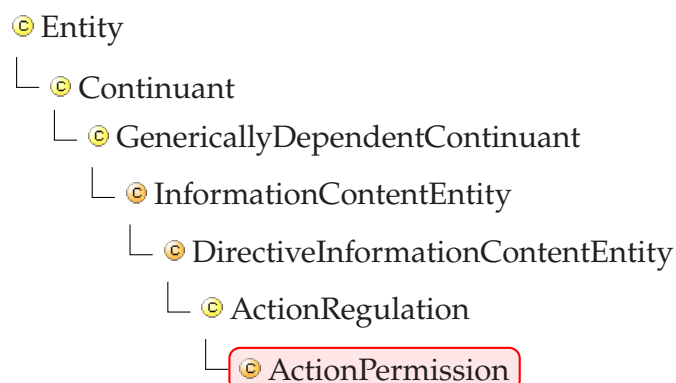 Entity
Continuant
GenericallyDependentContinuant
InformationContentEntity
DirectiveInformationContentEntity
ActionRegulation
ActionPermission